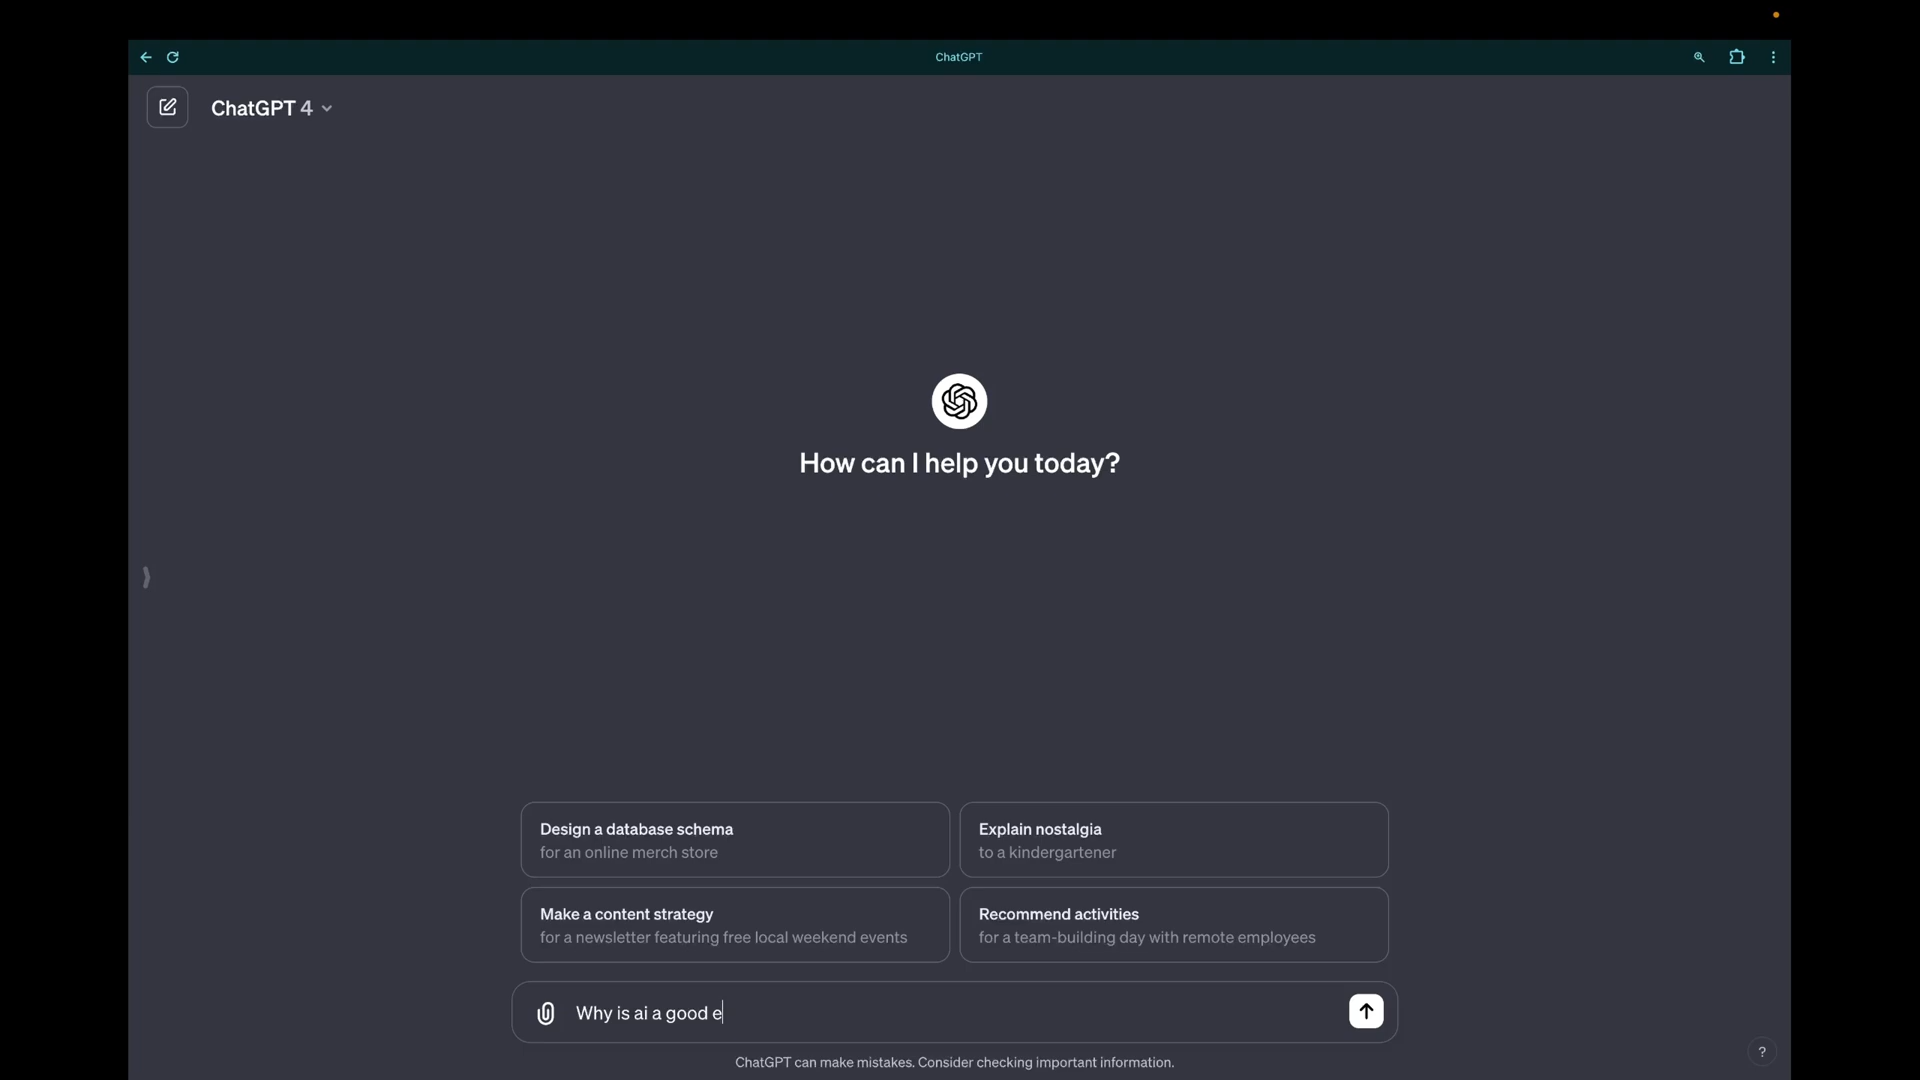 ChatGPT
ChatGPT 4
How can I help you today?
Design a database schema
for an online merch store
Explain nostalgia
to a kindergartener
Make a content strategy
for a newsletter featuring free local weekend events
Recommend activities
for a team-building day with remote employees
Why is ai a good e
ChatGPT can make mistakes. Consider checking important information.
?